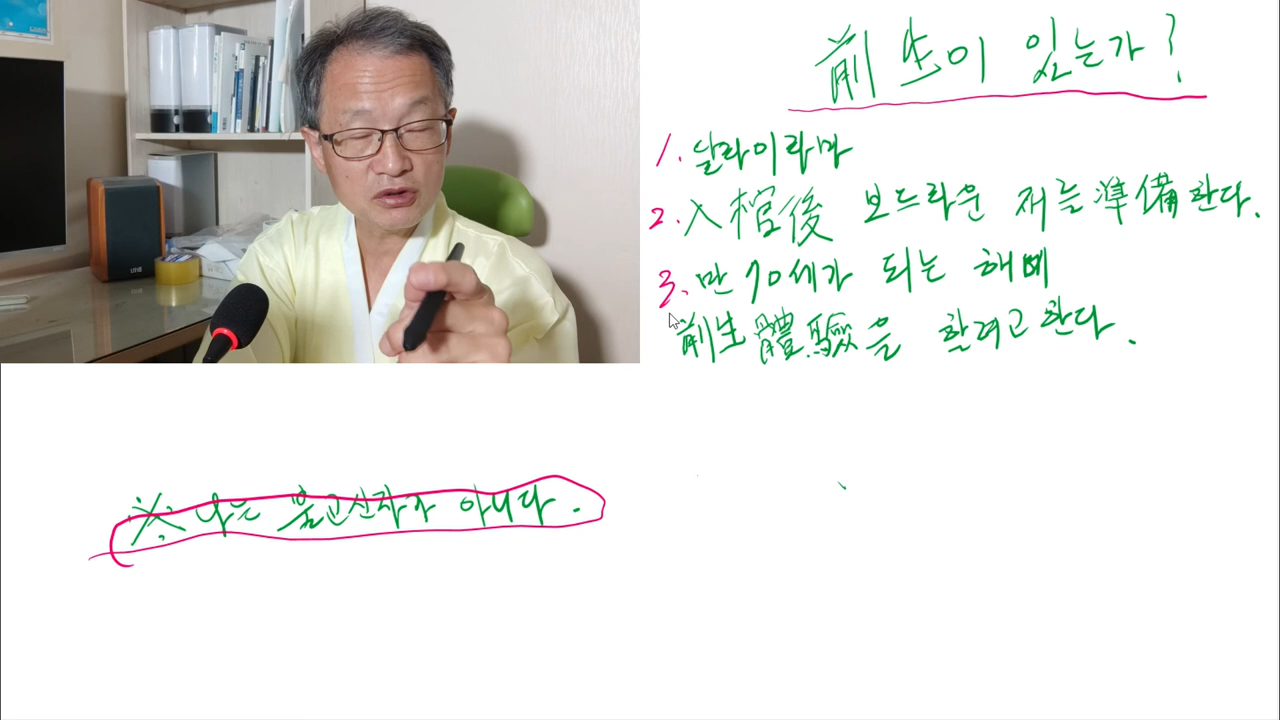 前生이 있는가?
1. 달라이라마
2. 入棺後 보드라운 재를 準備한다.
3. 만 70세가 되는 해에
前生 體驗을 할려고 한다.
※ 나는 불교신자가 아니다.